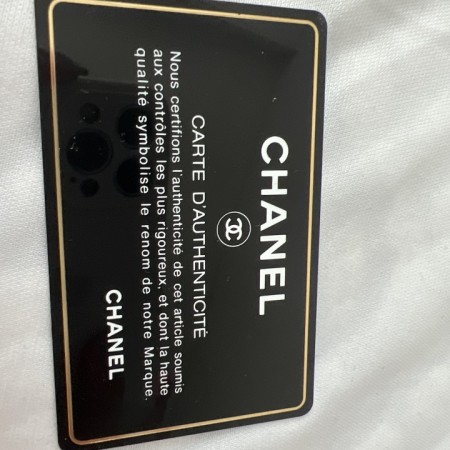 CHANEL
CARTE D'AUTHENTICITÉ
Nous certifions l'authenticité de cet article soumis
aux contrôles les plus rigoureux, et dont la haute
qualité symbolise le renom de notre Marque.
CHANEL